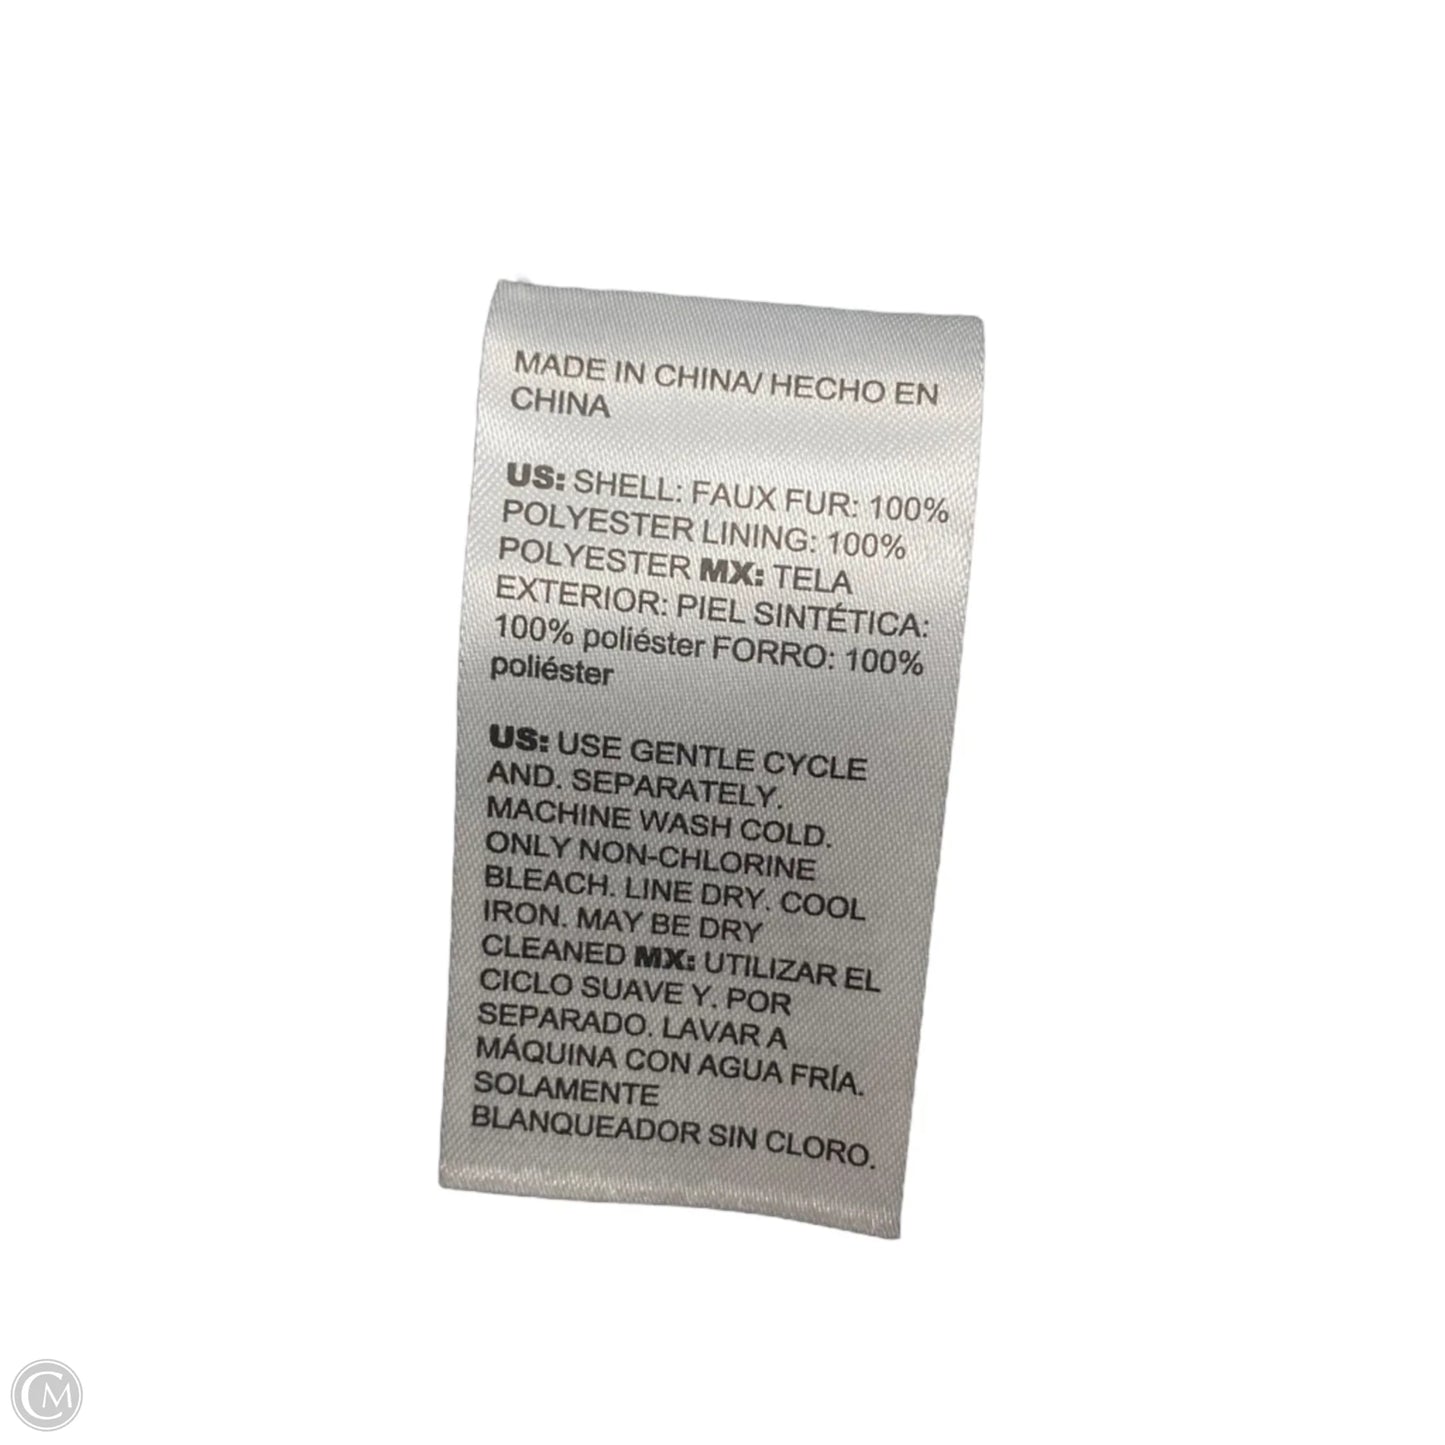 MADE IN CHINA/ HECHO EN
CHINA
US: SHELL: FAUX FUR: 100%
POLYESTER LINING: 100%
POLYESTER MX: TELA
EXTERIOR: PIEL SINTÉTICA:
100% poliéster FORRO: 100%
poliéster
US: USE GENTLE CYCLE
AND. SEPARATELY.
MACHINE WASH COLD.
ONLY NON-CHLORINE
BLEACH. LINE DRY. COOL
IRON. MAY BE DRY
CLEANED MX: UTILIZAR EL
CICLO SUAVE Y. POR
SEPARADO. LAVAR A
MÁQUINA CON AGUA FRÍA.
SOLAMENTE
BLANQUEADOR SIN CLORO.
CM